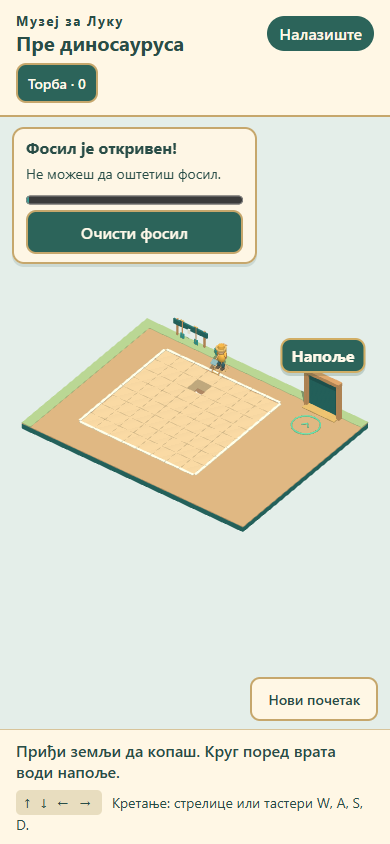 Музеј за Луку
Пре диносауруса
Налазиште
Торба · 0
Фосил је откривен!
Не можеш да оштетиш фосил.
Очисти фосил
Напоље
Нови почетак
Приђи земљи да копаш. Круг поред врата
води напоље.
↑ ↓ ← → Кретање: стрелице или тастери W, A, S,
D.